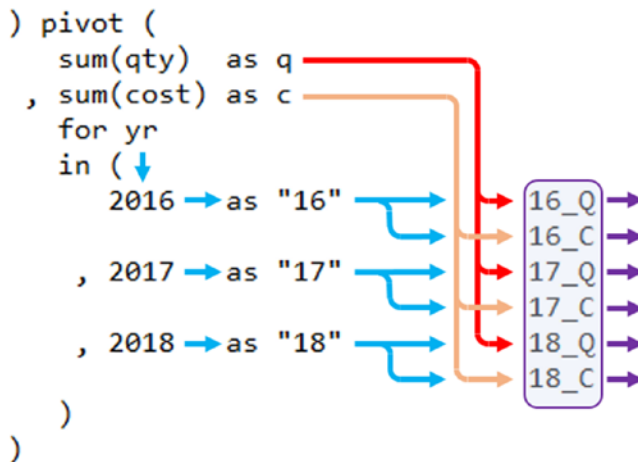 ) pivot (
sum(qty) as q
, sum(cost) as c
for yr
in (
2016 as "16" 16_Q
16_C
, 2017 as "17" 17_Q
17_C
, 2018 as "18" 18_Q
18_C
)
)